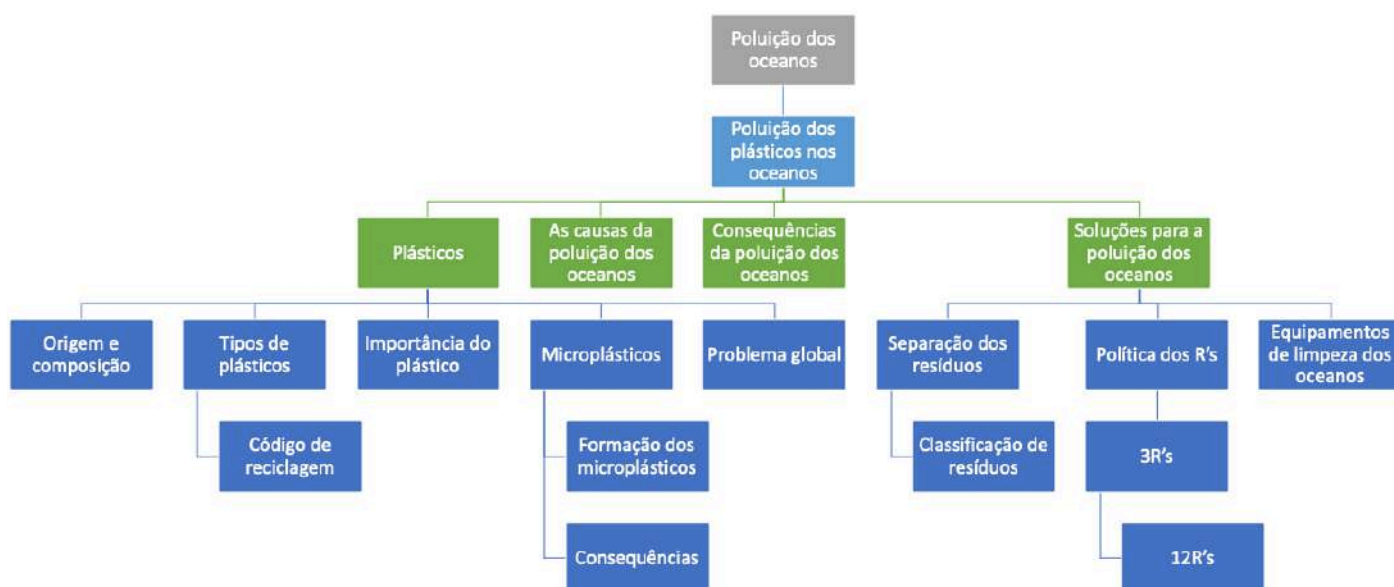 Poluição dos
oceanos
Poluição dos
plásticos nos
oceanos
Plásticos
As causas da
poluição dos
oceanos
Consequências
da poluição dos
oceanos
Soluções para a
poluição dos
oceanos
Origem e
composição
Tipos de
plásticos
Importância do
plástico
Microplásticos
Problema global
Separação dos
resíduos
Política dos R's
Equipamentos
de limpeza dos
oceanos
Código de
reciclagem
Formação dos
microplásticos
Classificação de
resíduos
3R's
Consequências
12R's